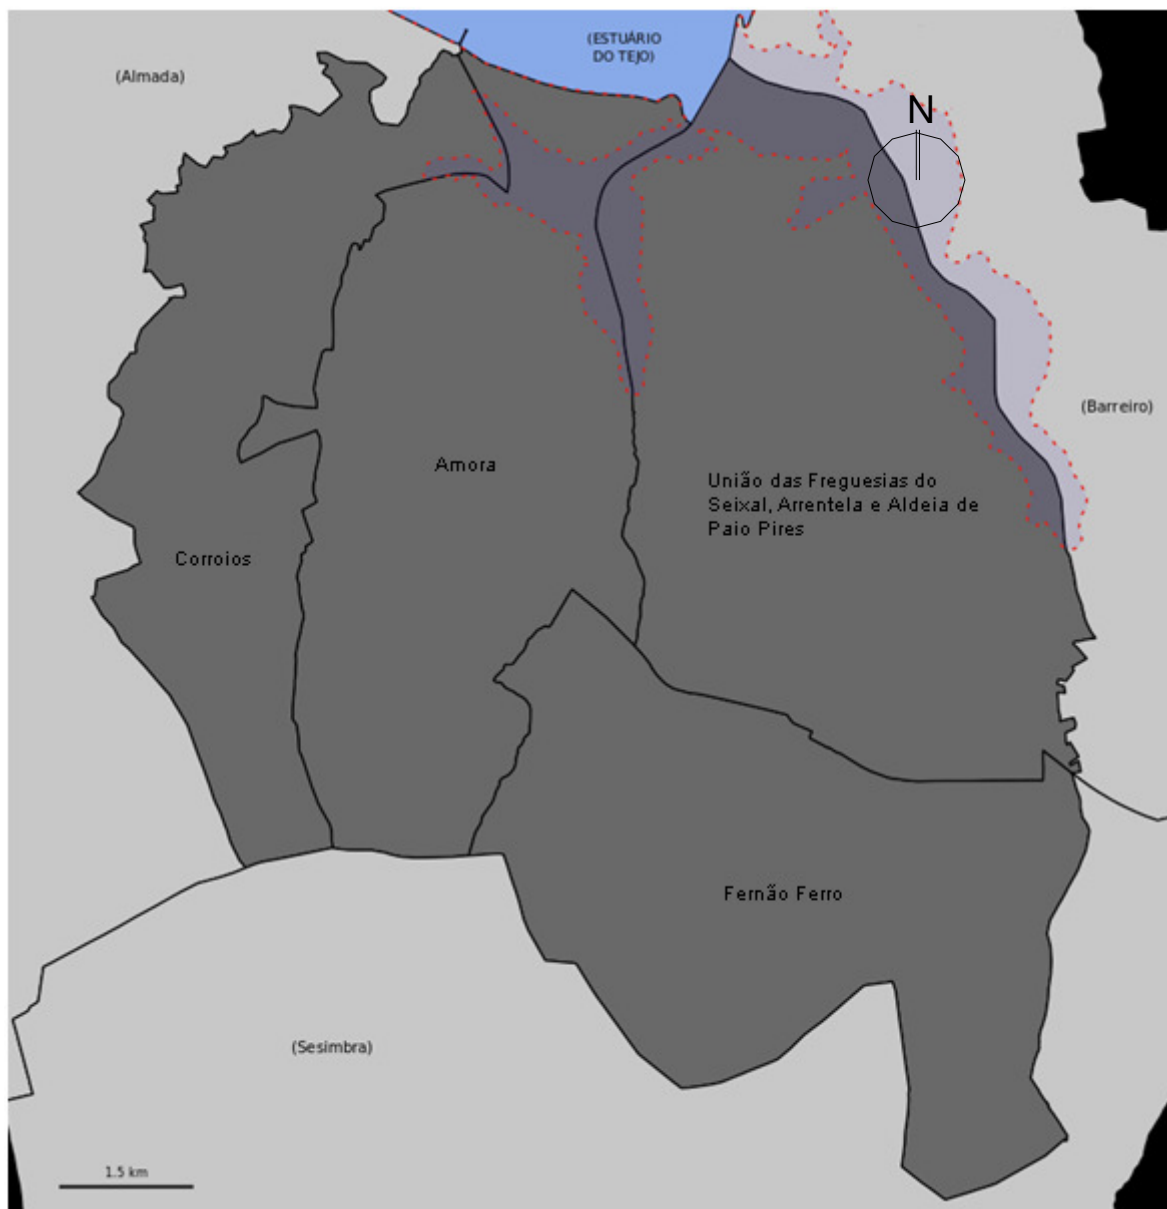 (ESTUÁRIO
DO TEJO)
(Almada)
N
(Barreiro)
Amora
União das Freguesias do
Seixal, Arrentela e Aldeia de
Paio Pires
Corroios
Fernão Ferro
(Sesimbra)
1.5 km